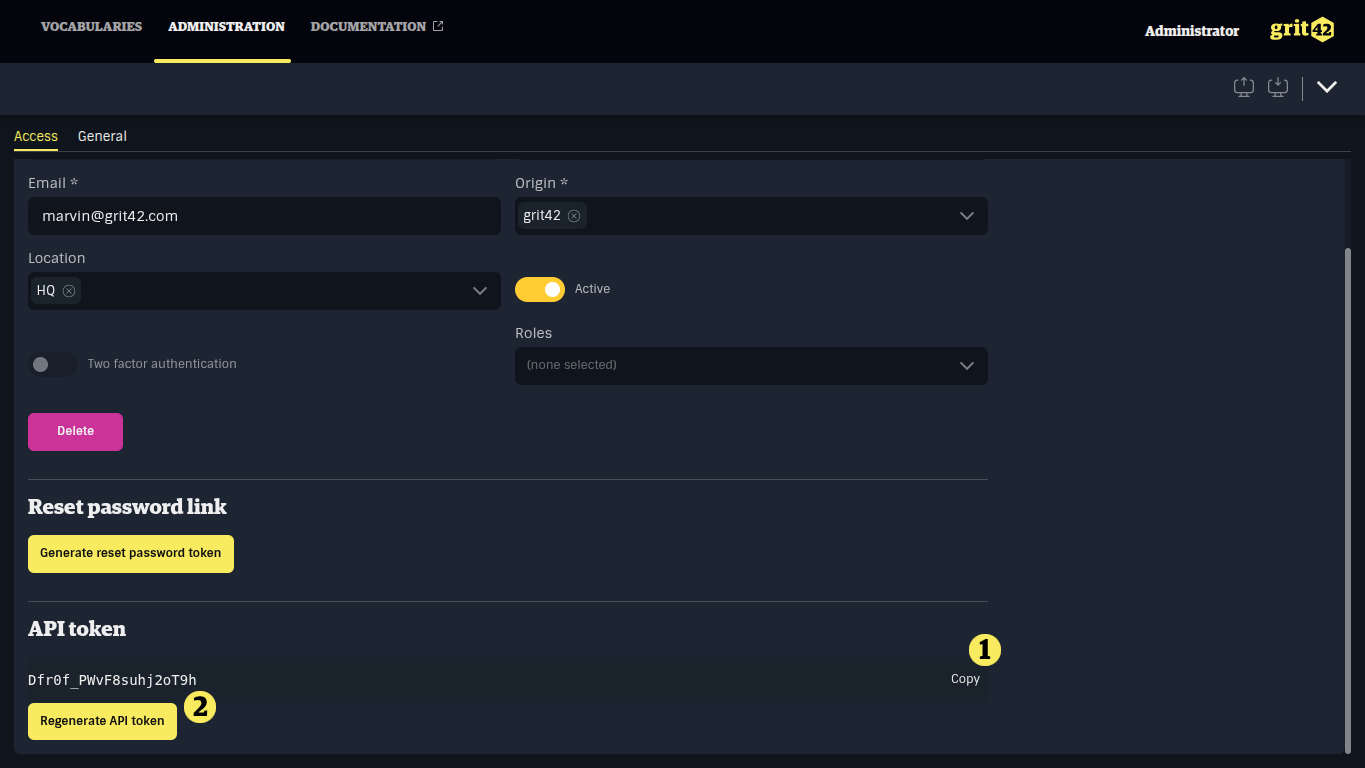 VOCABULARIES ADMINISTRATION DOCUMENTATION Administrator grit42
Access General
Email * Origin *
marvin@grit42.com grit42
Location
HQ Active
Roles
Two factor authentication (none selected)
Delete
Reset password link
Generate reset password token
API token
1
Dfr0f_PWvF8suhj2oT9h Copy
2
Regenerate API token